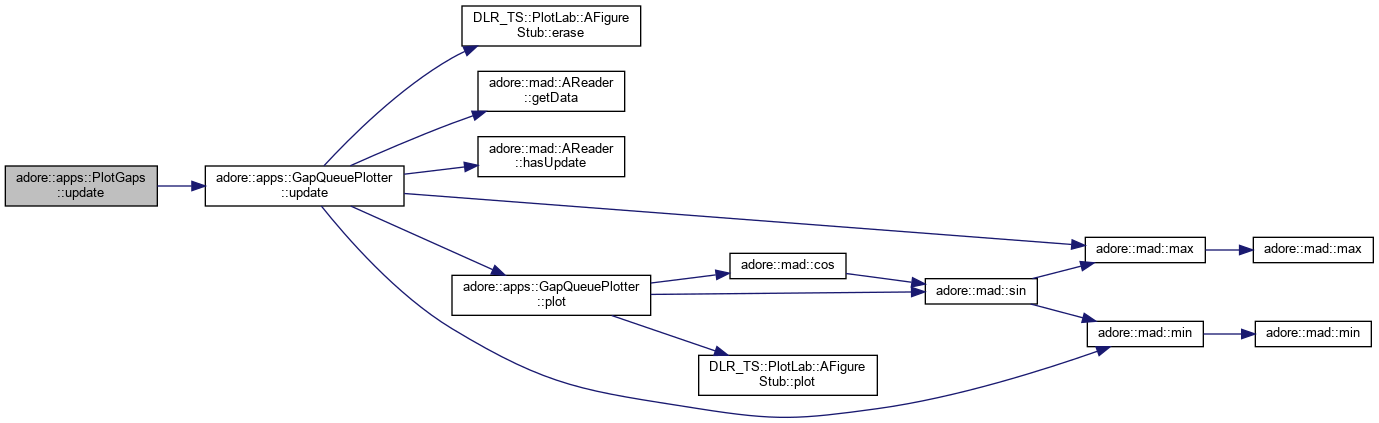 adore::apps::PlotGaps
::update
adore::apps::GapQueuePlotter
::update
DLR_TS::PlotLab::AFigure
Stub::erase
adore::mad::AReader
::getData
adore::mad::AReader
::hasUpdate
adore::apps::GapQueuePlotter
::plot
adore::mad::cos
DLR_TS::PlotLab::AFigure
Stub::plot
adore::mad::sin
adore::mad::max
adore::mad::max
adore::mad::min
adore::mad::min